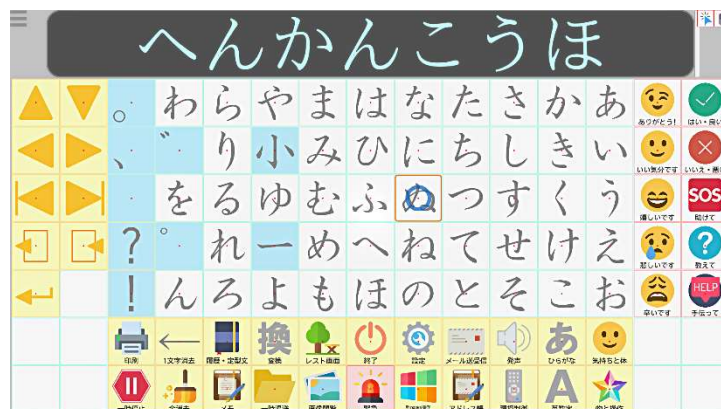 へんかんこうほ
。 わ ら や ま は な た さ か あ ありがとう! はい・良い
、 ゛ り 小 み ひ に ち し き い いい気分です
を る ゆ む ふ ぬ つ す く う 嬉しいです SOS 助けて
? ゜ れ ー め へ ね て せ け え 悲しいです ? 教えて
! ん ろ よ も ほ の と そ こ お 辛いです HELP 手伝って
換 あ
印刷 1文字消去 履歴・定型文 変換 レスト画面 終了 設定 メール送受信 発声 ひらがな 気持ちと体
A
全消去 メモ